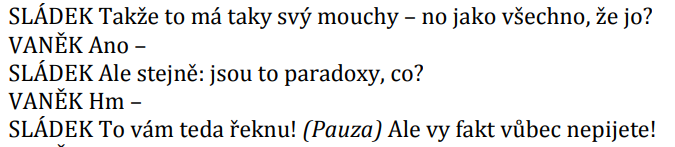 SLÁDEK Takže to má taky svý mouchy – no jako všechno, že jo?
VANĚK Ano –
SLÁDEK Ale stejně: jsou to paradoxy, co?
VANĚK Hm –
SLÁDEK To vám teda řeknu! (Pauza) Ale vy fakt vůbec nepijete!